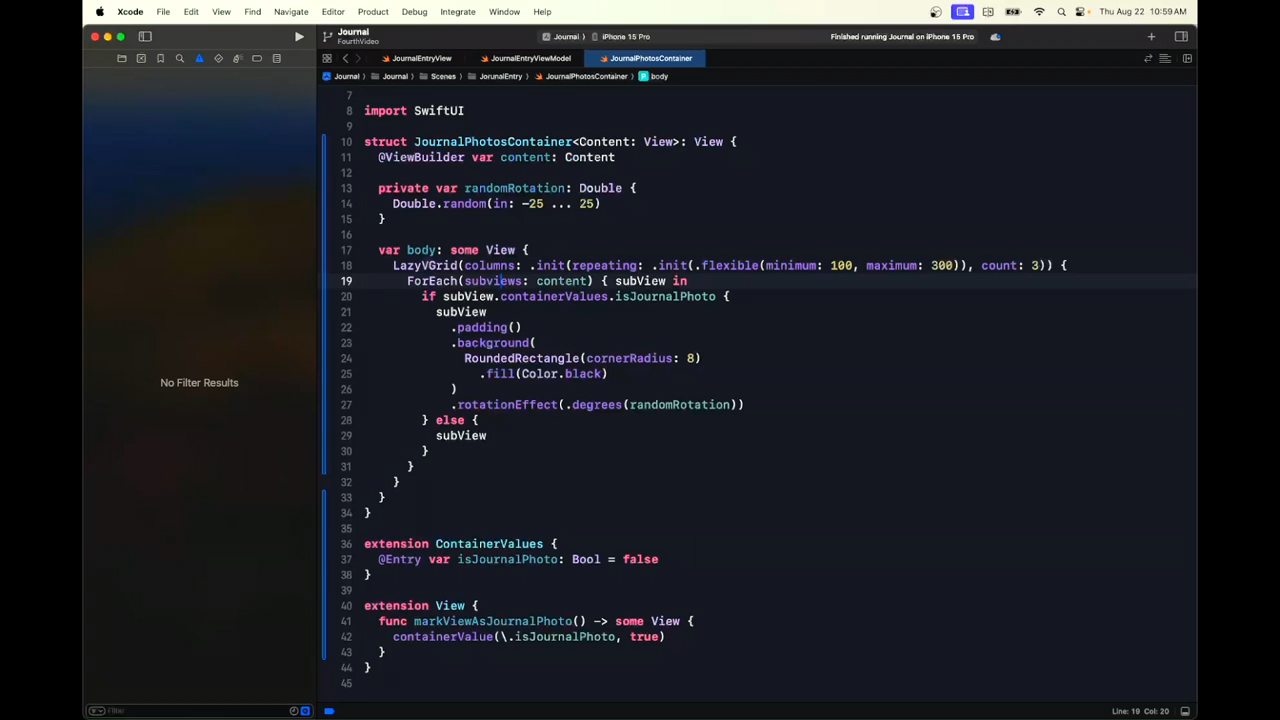 Xcode File Edit View Find Navigate Editor Product Debug Integrate Window Help Thu Aug 22 10:59 AM
Journal
FourthVideo
Journal 〉 iPhone 15 Pro
Finished running Journal on iPhone 15 Pro
JournalEntryView JournalEntryViewModel JournalPhotosContainer
Journal 〉 Journal 〉 Scenes 〉 JorunalEntry 〉 JournalPhotosContainer 〉 body
7
8 import SwiftUI
9
10 struct JournalPhotosContainer<Content: View>: View {
11 @ViewBuilder var content: Content
12
13 private var randomRotation: Double {
14 Double.random(in: -25 ... 25)
15 }
16
17 var body: some View {
18 LazyVGrid(columns: .init(repeating: .init(.flexible(minimum: 100, maximum: 300)), count: 3)) {
19 ForEach(subviews: content) { subView in
20 if subView.containerValues.isJournalPhoto {
21 subView
22 .padding()
23 .background(
24 RoundedRectangle(cornerRadius: 8)
25 .fill(Color.black)
26 )
27 .rotationEffect(.degrees(randomRotation))
28 } else {
29 subView
30 }
31 }
32 }
33 }
34 }
35
36 extension ContainerValues {
37 @Entry var isJournalPhoto: Bool = false
38 }
39
40 extension View {
41 func markViewAsJournalPhoto() -> some View {
42 containerValue(\.isJournalPhoto, true)
43 }
44 }
45
No Filter Results
Filter
Line: 19 Col: 20